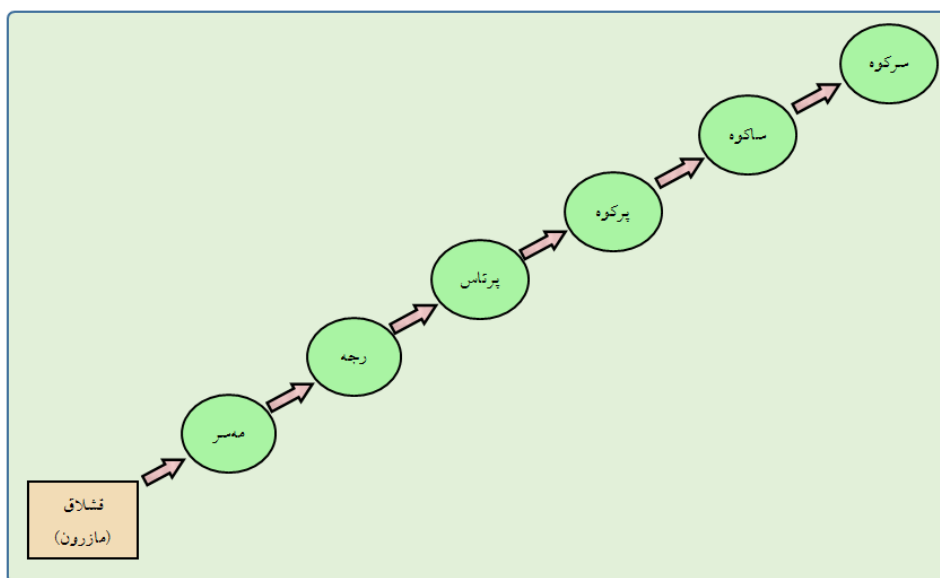 سرکوه
ساکوه
پرکوه
پرتاس
رجه
مه‌سر
قشلاق
(مازرون)